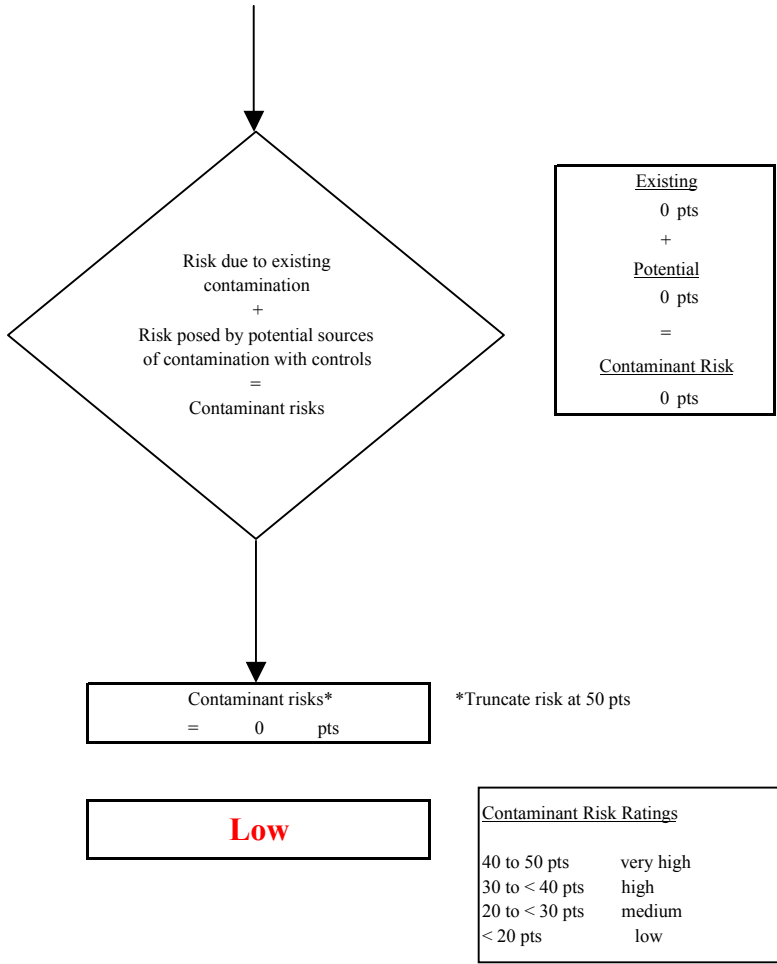 Risk due to existing
contamination
+
Risk posed by potential sources
of contamination with controls
=
Contaminant risks
Existing
0 pts
+
Potential
0 pts
=
Contaminant Risk
0 pts
Contaminant risks*
= 0 pts
*Truncate risk at 50 pts
Low
Contaminant Risk Ratings
40 to 50 pts very high
30 to < 40 pts high
20 to < 30 pts medium
< 20 pts low